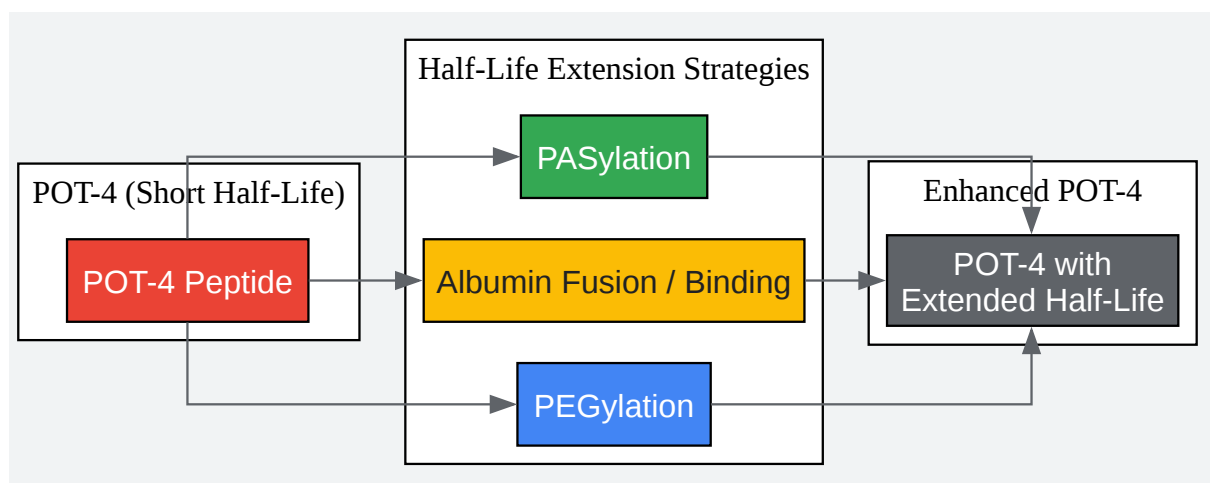 Half-Life Extension Strategies
PASylation
POT-4 (Short Half-Life)
Enhanced POT-4
POT-4 Peptide
Albumin Fusion / Binding
POT-4 with
Extended Half-Life
PEGylation